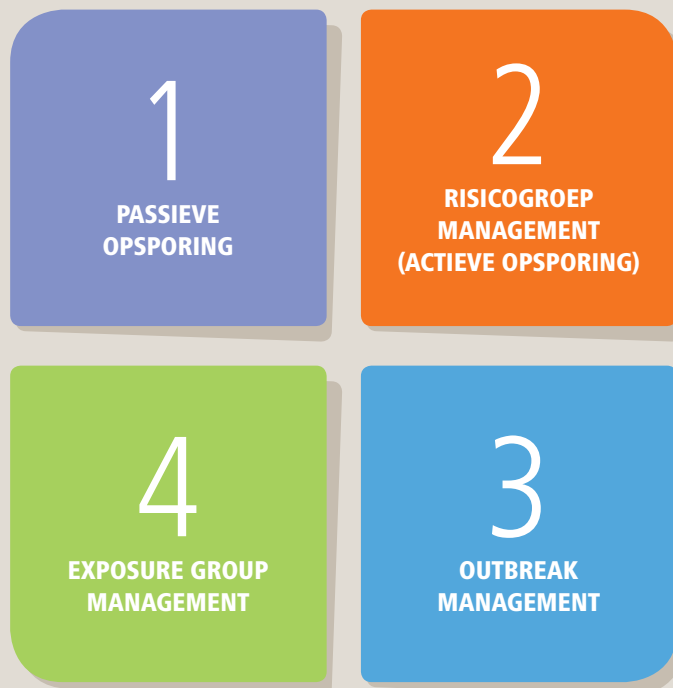 1
PASSIEVE
OPSPORING
2
RISICOGROEP
MANAGEMENT
(ACTIEVE OPSPORING)
4
EXPOSURE GROUP
MANAGEMENT
3
OUTBREAK
MANAGEMENT